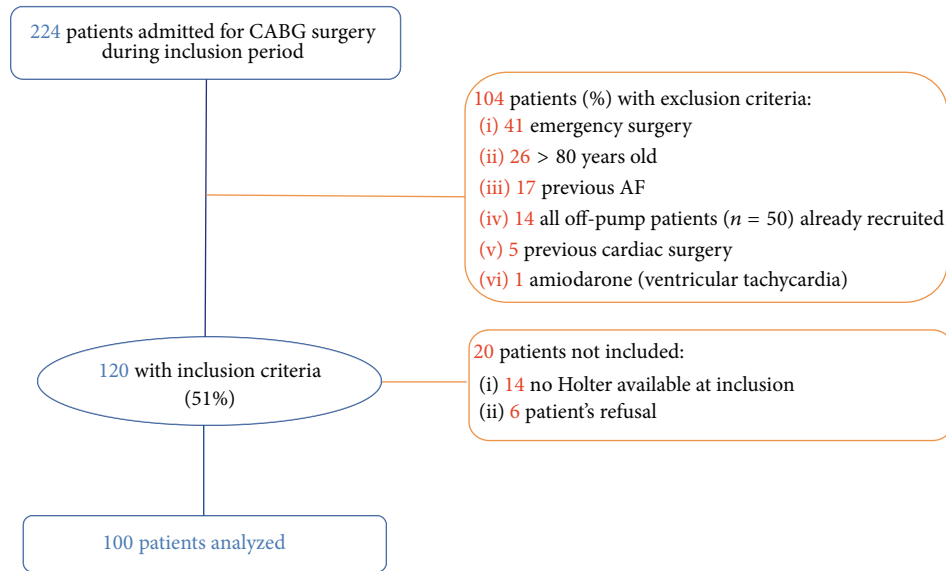 224 patients admitted for CABG surgery
during inclusion period
104 patients (%) with exclusion criteria:
(i) 41 emergency surgery
(ii) 26 > 80 years old
(iii) 17 previous AF
(iv) 14 all off-pump patients (n = 50) already recruited
(v) 5 previous cardiac surgery
(vi) 1 amiodarone (ventricular tachycardia)
120 with inclusion criteria
(51%)
20 patients not included:
(i) 14 no Holter available at inclusion
(ii) 6 patient's refusal
100 patients analyzed